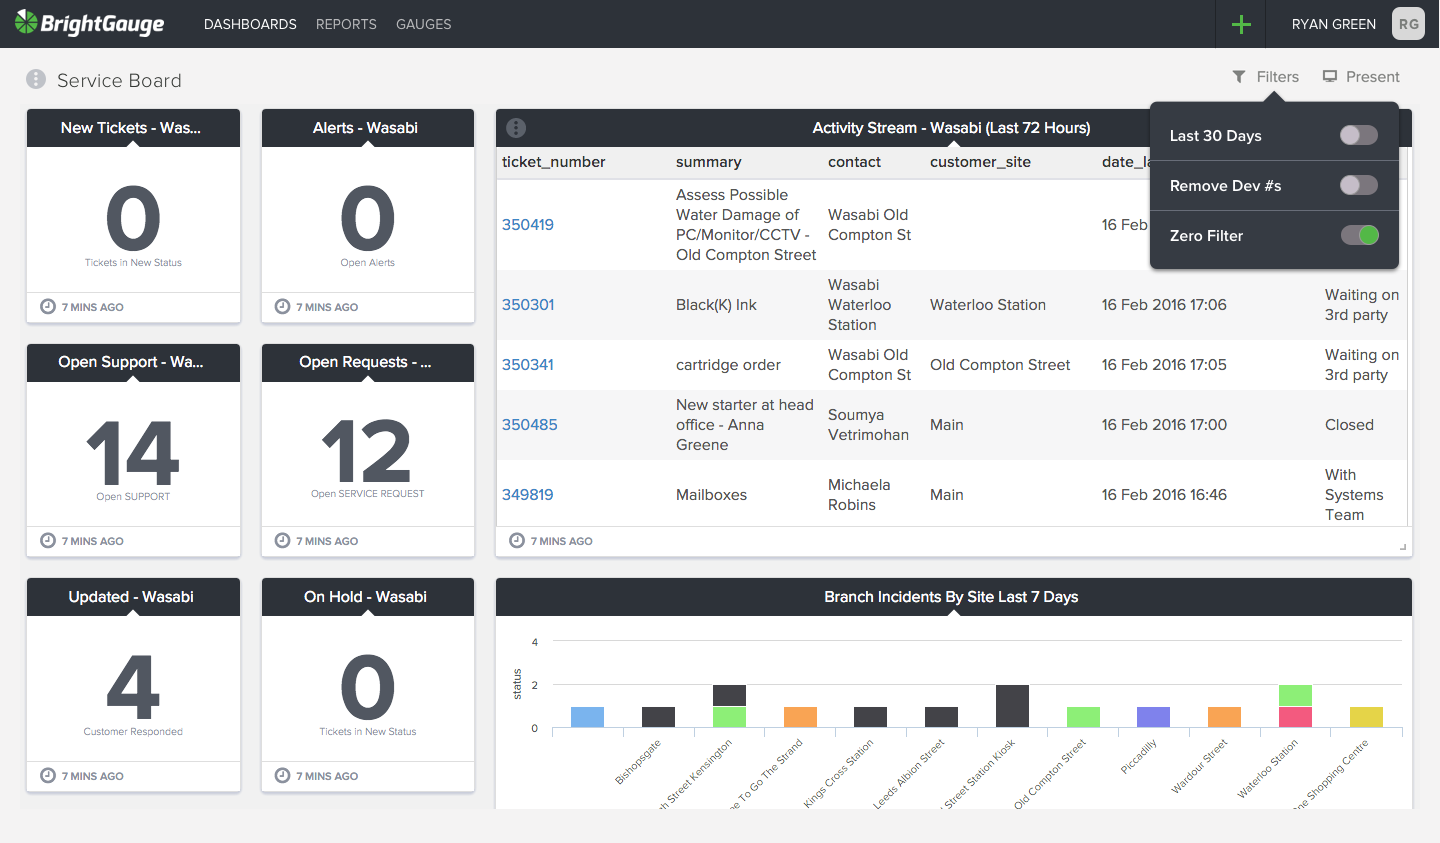 BrightGauge
DASHBOARDS REPORTS GAUGES
RYAN GREEN RG
Service Board
Filters Present
Last 30 Days
Remove Dev #s
Zero Filter
New Tickets - Was...
0
Tickets in New Status
7 MINS AGO
Alerts - Wasabi
0
Open Alerts
7 MINS AGO
Open Support - Wa...
14
Open SUPPORT
7 MINS AGO
Open Requests - ...
12
Open SERVICE REQUEST
7 MINS AGO
Updated - Wasabi
4
Customer Responded
7 MINS AGO
On Hold - Wasabi
0
Tickets in New Status
7 MINS AGO
Activity Stream - Wasabi (Last 72 Hours)
ticket_number summary contact customer_site
350419
Assess Possible
Water Damage of
PC/Monitor/CCTV -
Old Compton Street
Wasabi Old
Compton St
16 Feb
350301
Black(K) Ink
Wasabi
Waterloo
Station
Waterloo Station
16 Feb 2016 17:06
Waiting on
3rd party
350341
cartridge order
Wasabi Old
Compton St
Old Compton Street
16 Feb 2016 17:05
Waiting on
3rd party
350485
New starter at head
office - Anna
Greene
Soumya
Vetrimohan
Main
16 Feb 2016 17:00
Closed
349819
Mailboxes
Michaela
Robins
Main
16 Feb 2016 16:46
With
Systems
Team
7 MINS AGO
Branch Incidents By Site Last 7 Days
status
4
2
0
Bishopsgate
Street Kensington
To Go The Strand
Kings Cross Station
Leeds Albion Street
Street Station Kiosk
Old Compton Street
Piccadilly
Wardour Street
Waterloo Station
Shopping Centre